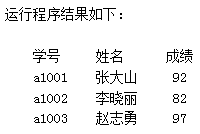 运行程序结果如下：
学号 姓名 成绩
a1001 张大山 92
a1002 李晓丽 82
a1003 赵志勇 97